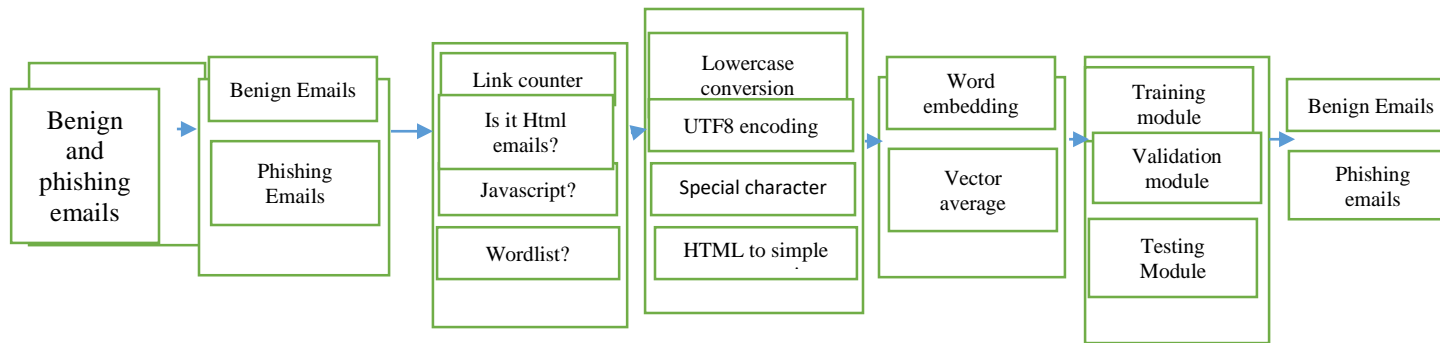 Benign
and
phishing
emails
Benign Emails
Phishing
Emails
Link counter
Is it Html
emails?
Javascript?
Wordlist?
Lowercase
conversion
UTF8 encoding
Special character
HTML to simple
Word
embedding
Vector
average
Training
module
Validation
module
Testing
Module
Benign Emails
Phishing
emails